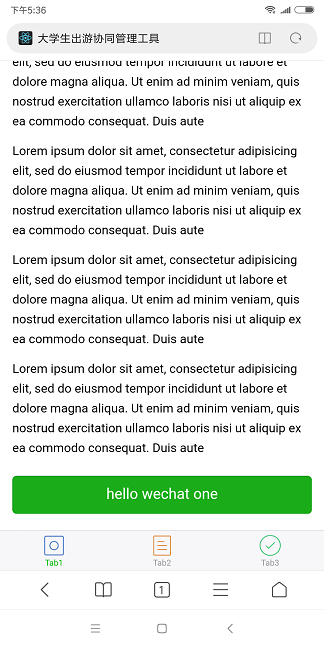 下午5:36
大学生出游协同管理工具
elit, sed do eiusmod tempor incididunt ut labore et
dolore magna aliqua. Ut enim ad minim veniam, quis
nostrud exercitation ullamco laboris nisi ut aliquip ex
ea commodo consequat. Duis aute
Lorem ipsum dolor sit amet, consectetur adipisicing
elit, sed do eiusmod tempor incididunt ut labore et
dolore magna aliqua. Ut enim ad minim veniam, quis
nostrud exercitation ullamco laboris nisi ut aliquip ex
ea commodo consequat. Duis aute
Lorem ipsum dolor sit amet, consectetur adipisicing
elit, sed do eiusmod tempor incididunt ut labore et
dolore magna aliqua. Ut enim ad minim veniam, quis
nostrud exercitation ullamco laboris nisi ut aliquip ex
ea commodo consequat. Duis aute
Lorem ipsum dolor sit amet, consectetur adipisicing
elit, sed do eiusmod tempor incididunt ut labore et
dolore magna aliqua. Ut enim ad minim veniam, quis
nostrud exercitation ullamco laboris nisi ut aliquip ex
ea commodo consequat. Duis aute
hello wechat one
Tab1 Tab2 Tab3
1